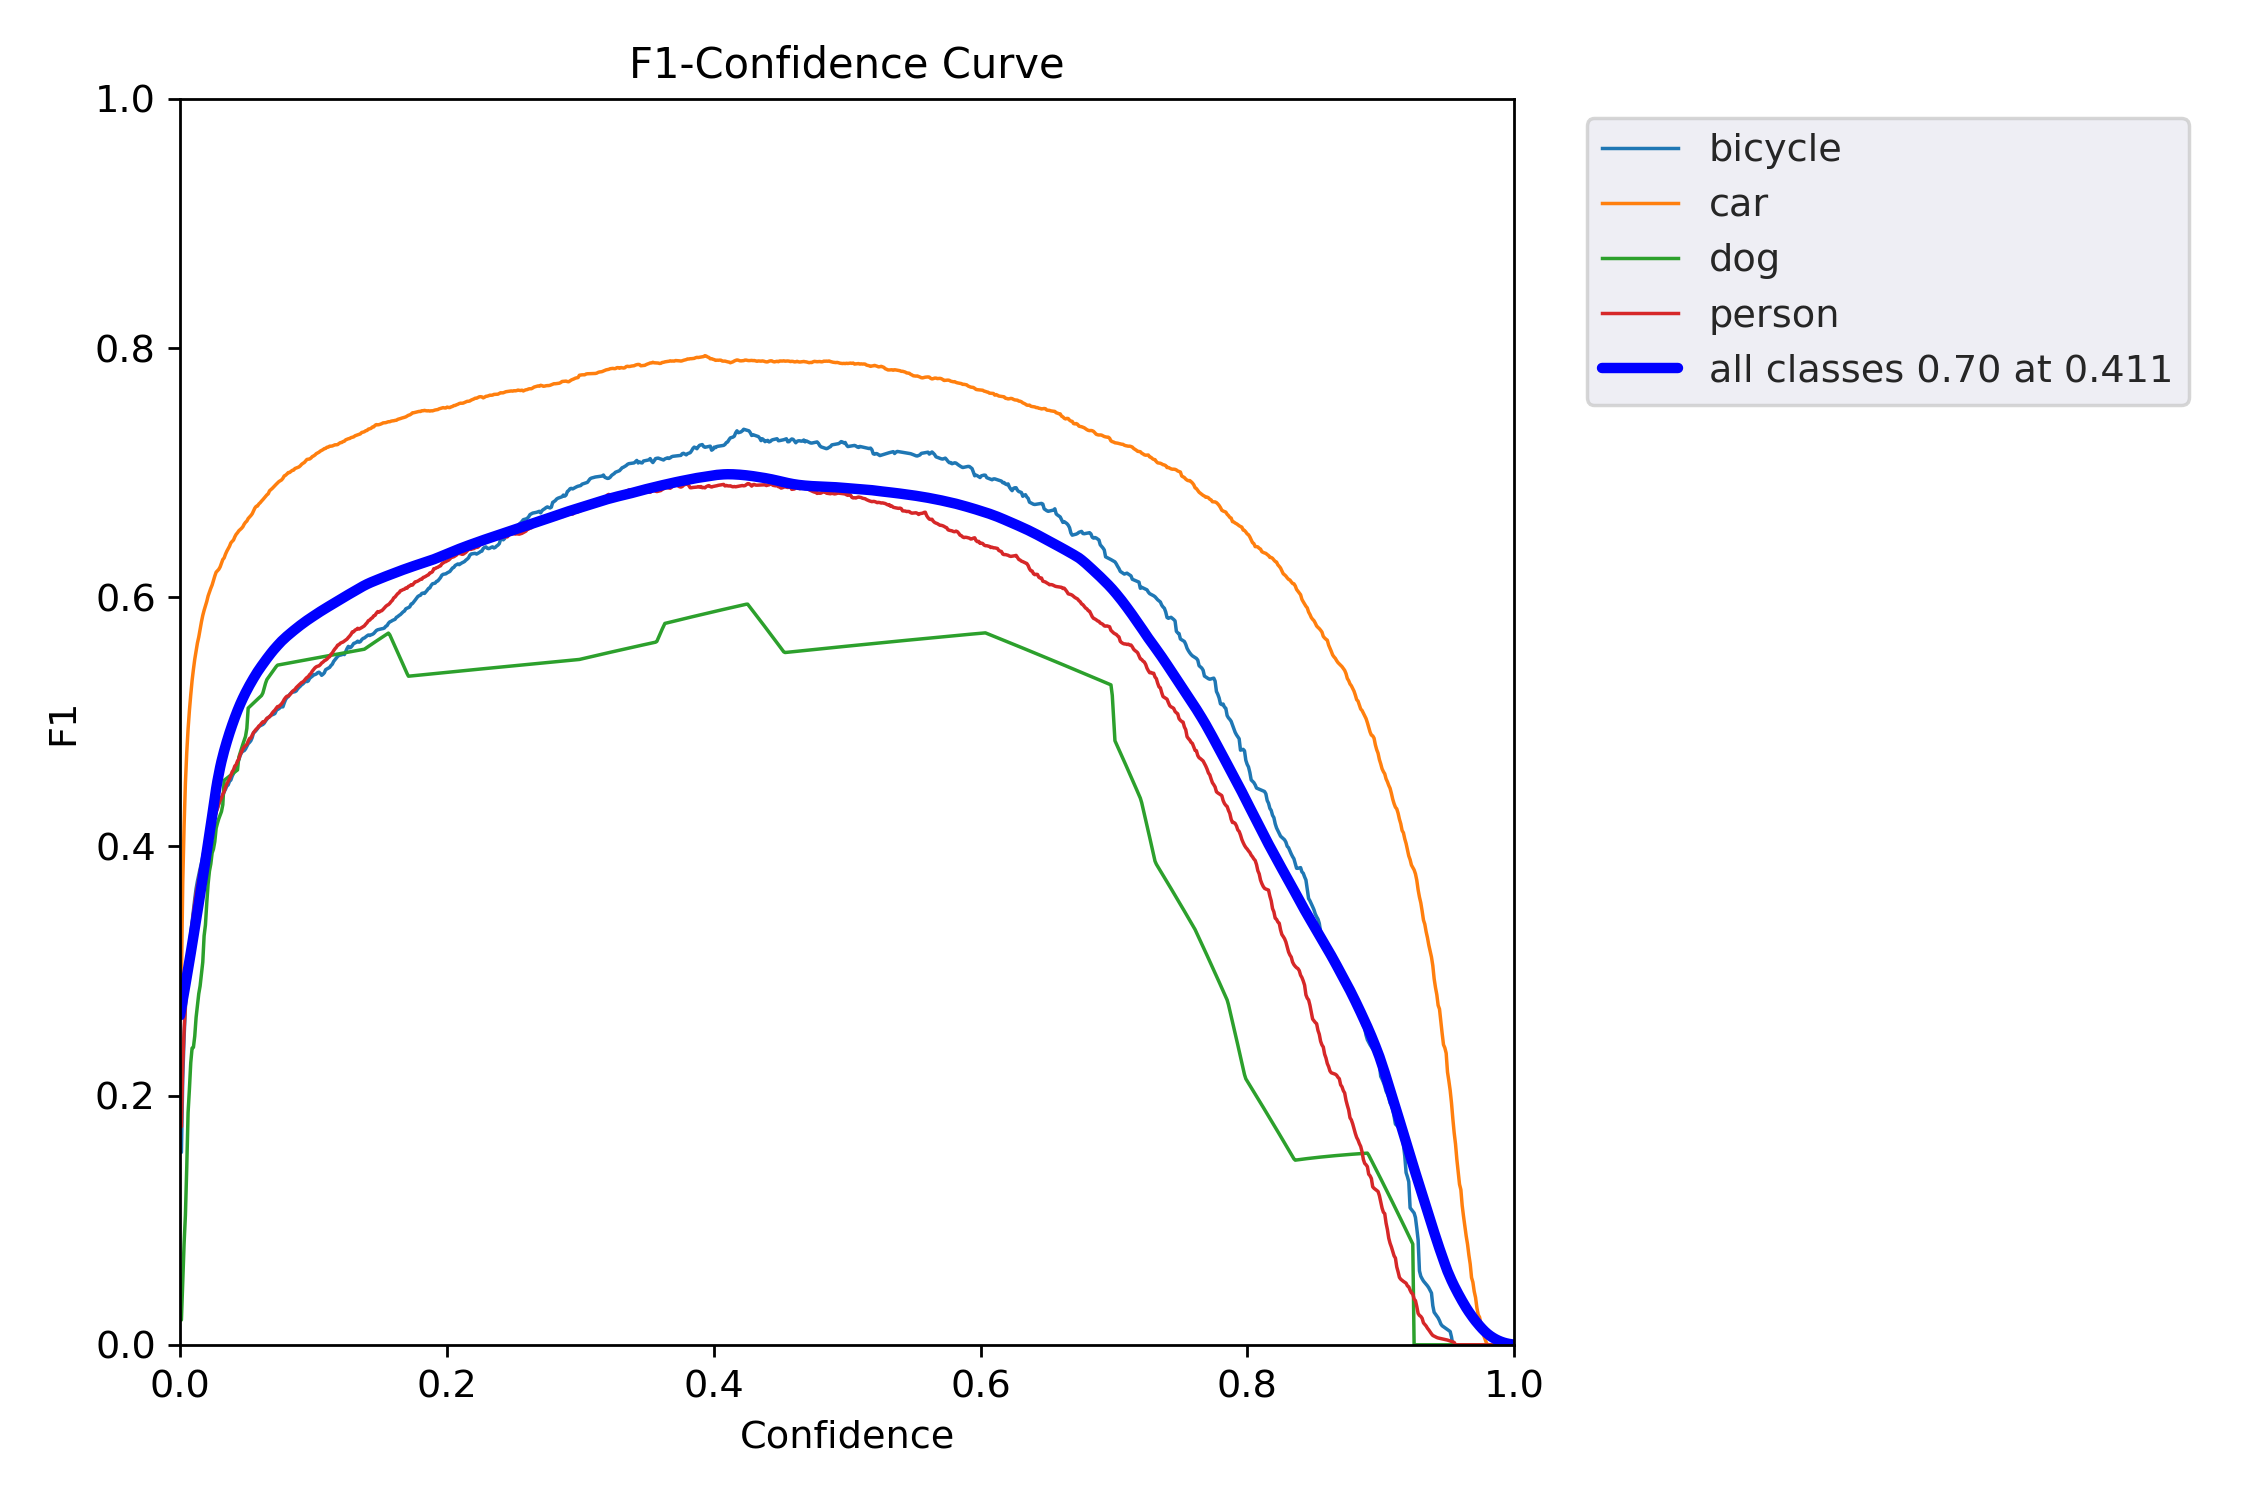 F1-Confidence Curve
1.0
0.8
0.6
0.4
0.2
0.0
F1
0.0 0.2 0.4 0.6 0.8 1.0
Confidence
bicycle
car
dog
person
all classes 0.70 at 0.411